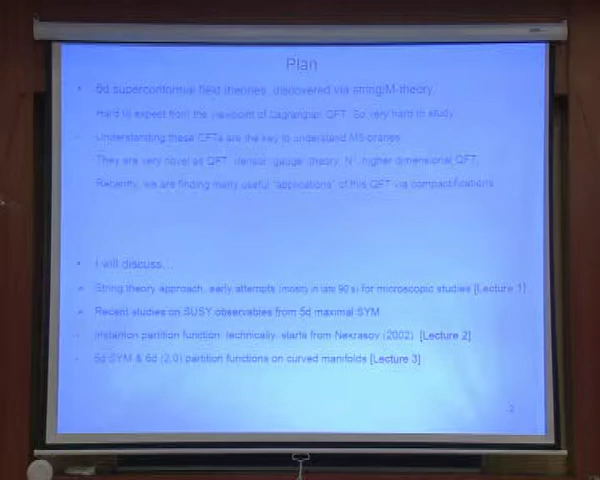 Plan
6d superconformal field theories, discovered via string/M-theory
Hard to expect from the viewpoint of Lagrangian QFT. So very hard to study.
Understanding these CFTs are the key to understand M5-branes
They are very novel as QFT: tensor gauge theory, N³, higher dimensional QFT,
Recently, we are finding many useful "applications" of this QFT via compactifications
I will discuss…
String theory approach, early attempts (mostly in late 90's) for microscopic studies [Lecture 1]
Recent studies on SUSY observables from 5d maximal SYM
Instanton partition function: technically, starts from Nekrasov (2002) [Lecture 2]
5d SYM & 6d (2,0) partition functions on curved manifolds [Lecture 3]
2